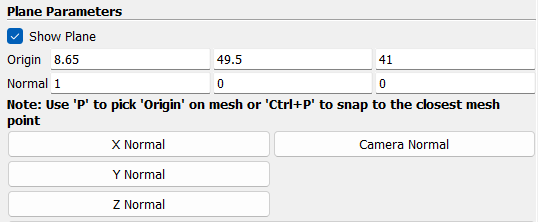 Plane Parameters
Show Plane
Origin 8.65 49.5 41
Normal 1 0 0
Note: Use 'P' to pick 'Origin' on mesh or 'Ctrl+P' to snap to the closest mesh
point
X Normal Camera Normal
Y Normal
Z Normal